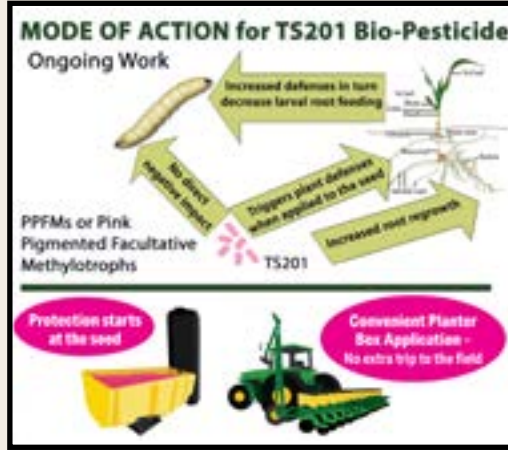 MODE OF ACTION for TS201 Bio-Pesticide
Ongoing Work
Increased defenses in turn
decrease larval root feeding
No direct
negative impact
Triggers plant defenses
when applied to the seed
Increased root regrowth
PPFMs or Pink
Pigmented Facultative
Methylotrophs
TS201
Protection starts
at the seed
Convenient Planter
Box Application -
No extra trip to the field